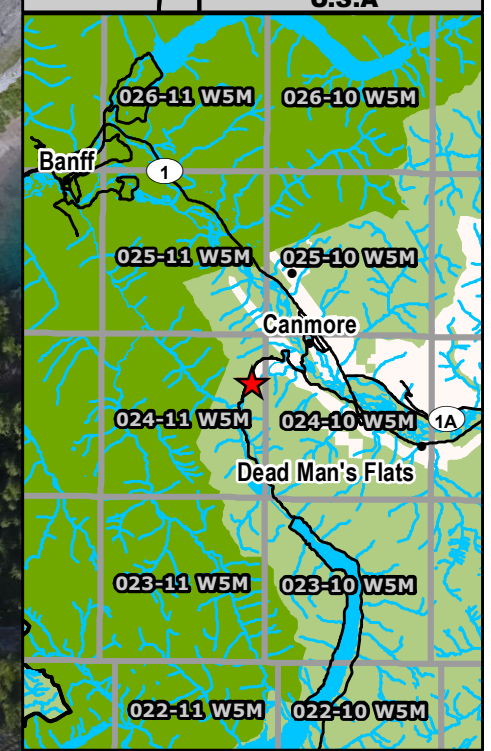 U.S.A
026-11 W5M
026-10 W5M
Banff
1
025-11 W5M
025-10 W5M
Canmore
024-11 W5M
024-10 W5M
1A
Dead Man's Flats
023-11 W5M
023-10 W5M
022-11 W5M
022-10 W5M